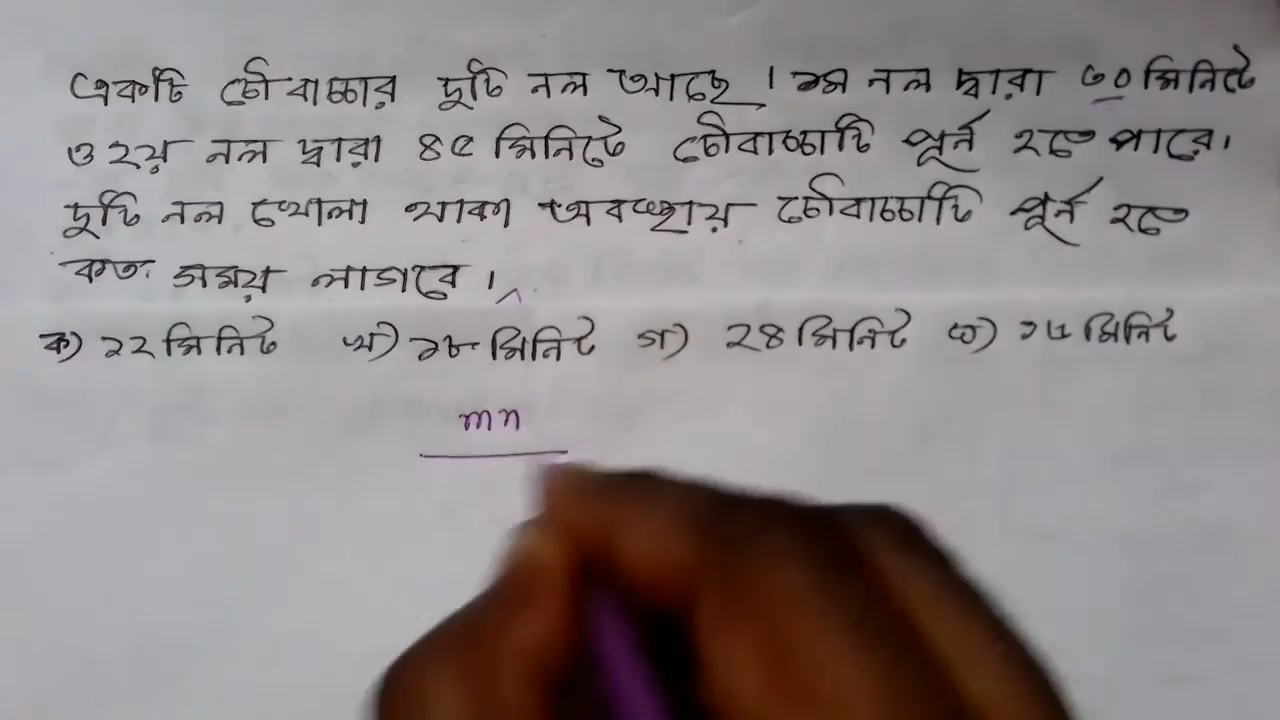 একটি চৌবাচ্চার দুটি নল আছে। ১ম নল দ্বারা ৩০ মিনিটে
ও ২য় নল দ্বারা ৪৫ মিনিটে চৌবাচ্চাটি পূর্ন হতে পারে।
দুটি নল খোলা থাকা অবস্থায় চৌবাচ্চাটি পূর্ন হতে
কত সময় লাগবে।
ক) ২২ মিনিট খ) ১৮ মিনিট গ) ২৪ মিনিট ঘ) ১৬ মিনিট
mn